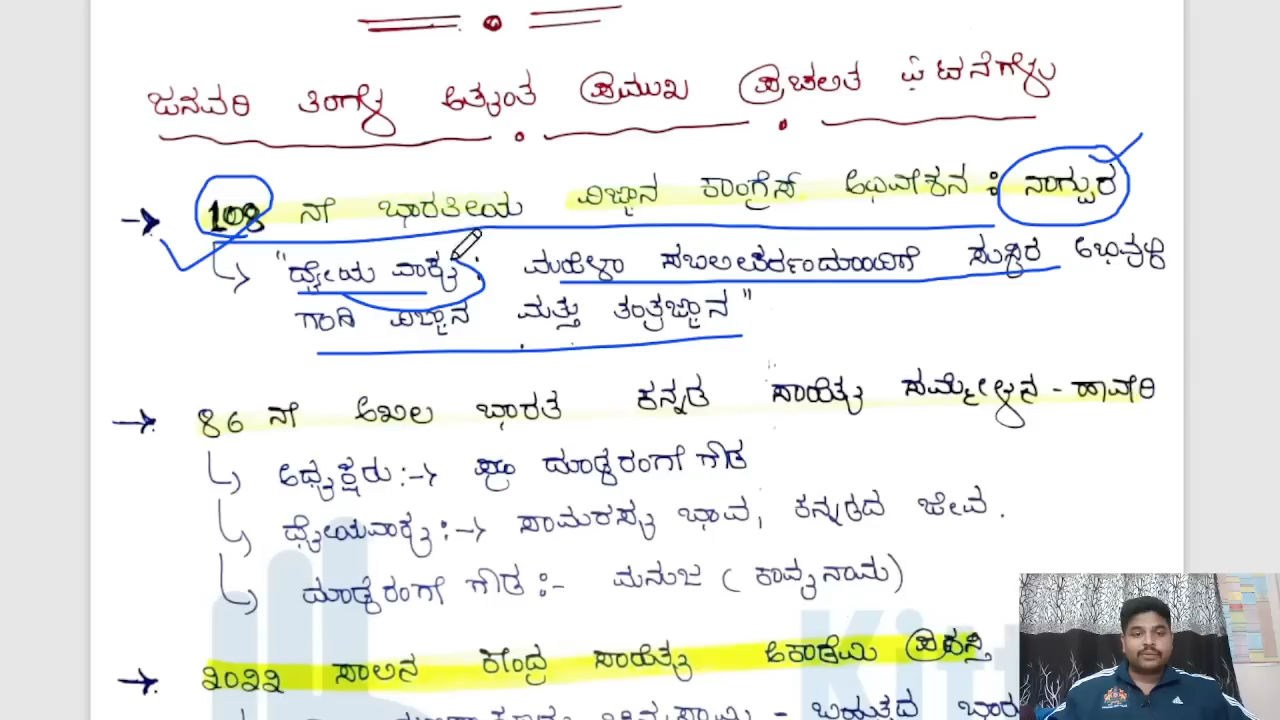 ಜನವರಿ ತಿಂಗಳ ಅತ್ಯಂತ ಪ್ರಮುಖ ಪ್ರಚಲಿತ ಘಟನೆಗಳು
108 ನೇ ಭಾರತೀಯ ವಿಜ್ಞಾನ ಕಾಂಗ್ರೆಸ್ ಅಧಿವೇಶನ : ನಾಗ್ಪುರ
"ಧ್ಯೇಯ ವಾಕ್ಯ : ಮಹಿಳಾ ಸಬಲೀಕರಣದೊಂದಿಗೆ ಸುಸ್ಥಿರ ಅಭಿವೃದ್ಧಿ
ಗಾಗಿ ವಿಜ್ಞಾನ ಮತ್ತು ತಂತ್ರಜ್ಞಾನ"
86 ನೇ ಅಖಿಲ ಭಾರತ ಕನ್ನಡ ಸಾಹಿತ್ಯ ಸಮ್ಮೇಳನ - ಹಾವೇರಿ
ಅಧ್ಯಕ್ಷರು :→ ಪ್ರೊ ದೊಡ್ಡರಂಗೇ ಗೌಡ
ಧ್ಯೇಯವಾಕ್ಯ :→ ಸಾಮರಸ್ಯ ಭಾವ, ಕನ್ನಡದ ಜೀವ.
ದೊಡ್ಡರಂಗೇ ಗೌಡ :- ಮನುಜ ( ಕಾವ್ಯನಾಮ )
2022 ಸಾಲಿನ ಕೇಂದ್ರ ಸಾಹಿತ್ಯ ಅಕಾಡೆಮಿ ಪ್ರಶಸ್ತಿ